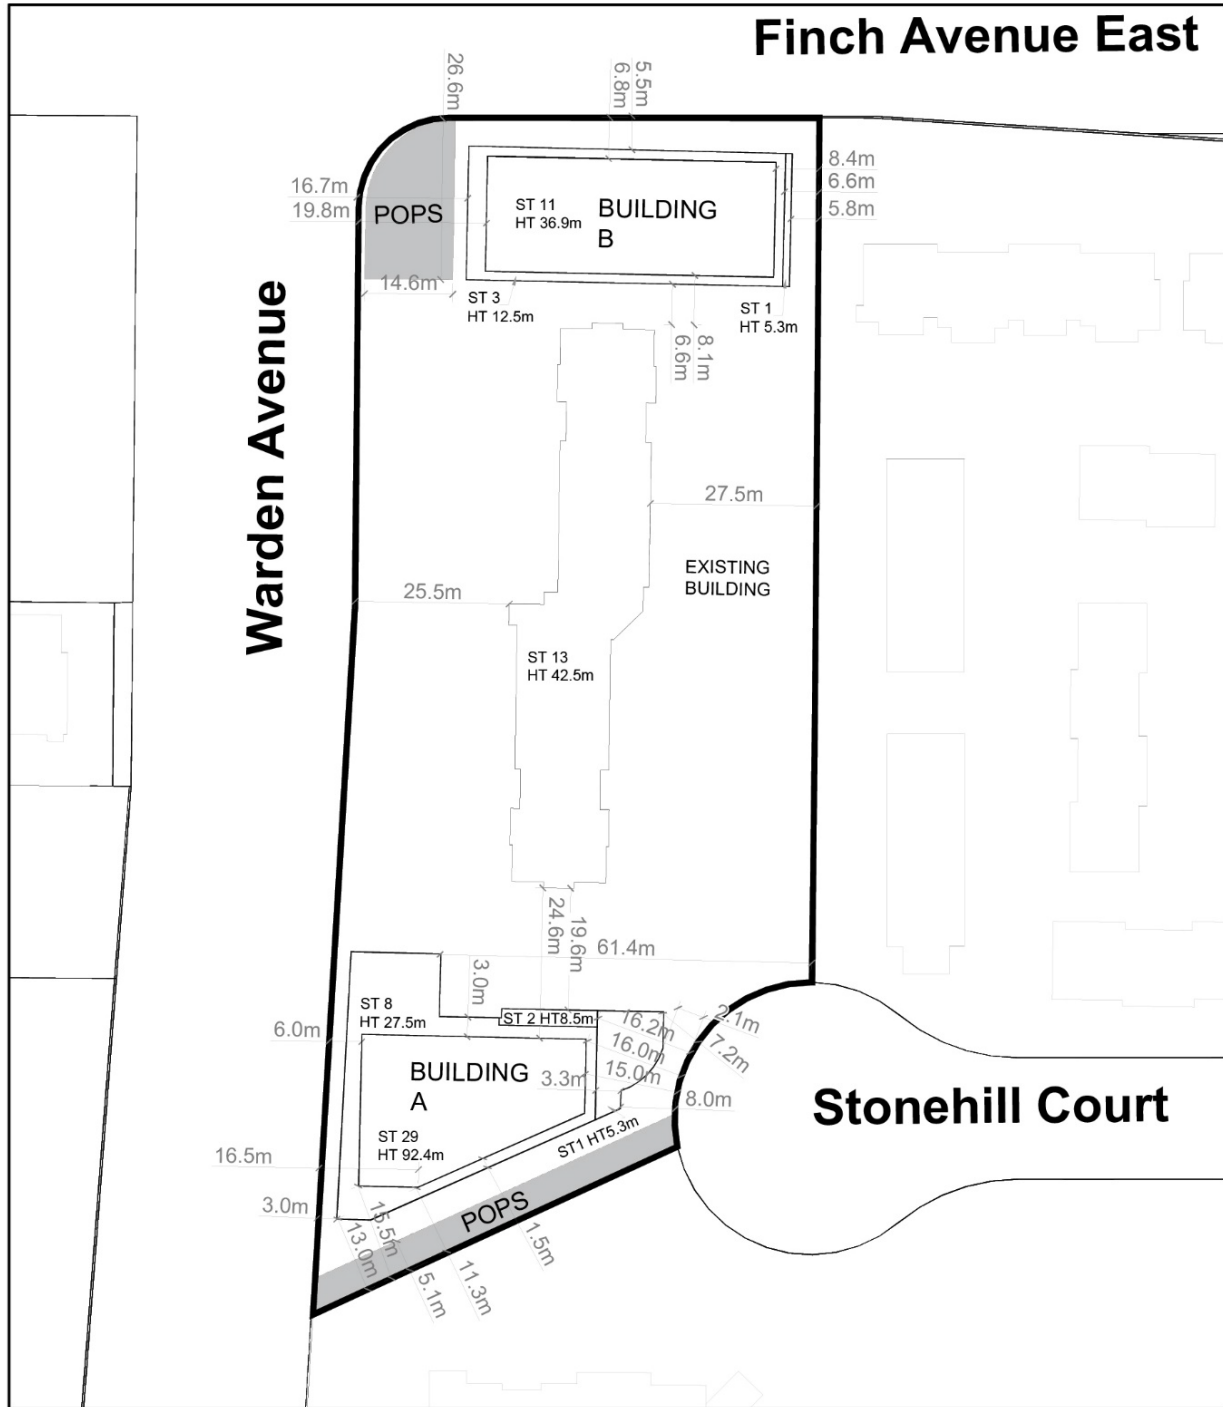 Finch Avenue East
26.6m
5.5m
6.8m
8.4m
6.6m
5.8m
16.7m
19.8m
POPS
ST 11
HT 36.9m
BUILDING
B
14.6m
ST 3
HT 12.5m
ST 1
HT 5.3m
6.6m
8.1m
Warden Avenue
27.5m
EXISTING
BUILDING
25.5m
ST 13
HT 42.5m
24.6m
19.6m
61.4m
3.0m
ST 8
HT 27.5m
ST 2 HT8.5m
16.2m
2.1m
7.2m
6.0m
16.0m
BUILDING
A
3.3m
15.0m
8.0m
Stonehill Court
ST 29
HT 92.4m
ST1 HT5.3m
16.5m
3.0m
POPS
15.5m
13.0m
5.1m
11.3m
1.5m